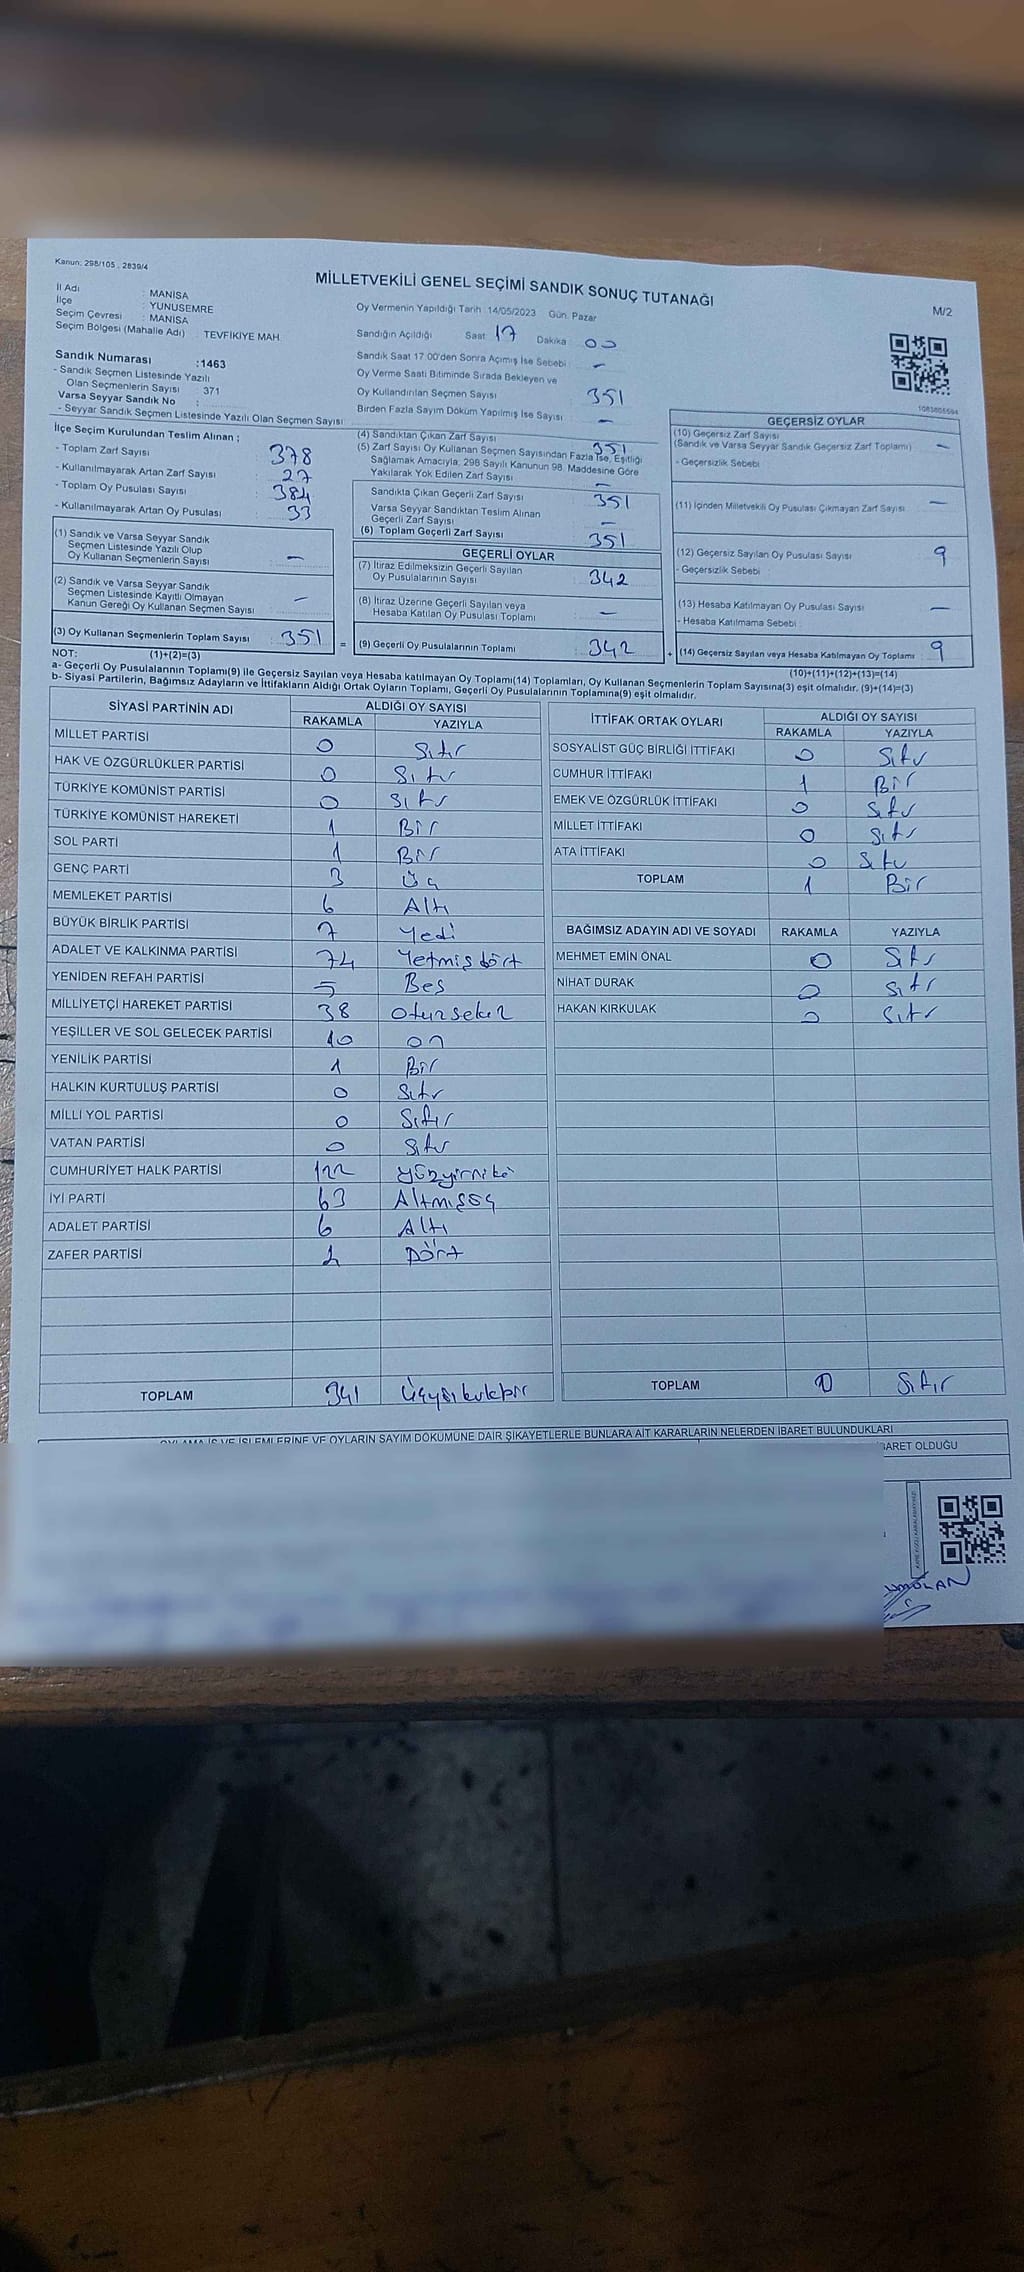 Kanun: 298/105 . 2839/4
MİLLETVEKİLİ GENEL SEÇİMİ SANDIK SONUÇ TUTANAĞI
M/2
İl Adı : MANİSA
İlçe : YUNUSEMRE
Seçim Çevresi : MANİSA
Seçim Bölgesi (Mahalle Adı) : TEVFİKİYE MAH.
Oy Vermenin Yapıldığı Tarih: 14/05/2023 Gün: Pazar
Sandığın Açıldığı Saat: 17 Dakika: 00
Sandık Saat 17.00'den Sonra Açımış İse Sebebi : –
Oy Verme Saati Bitiminde Sırada Bekleyen ve
Oy Kullandırılan Seçmen Sayısı : 351
Birden Fazla Sayım Döküm Yapılmış İse Sayısı : –
Sandık Numarası :1463
- Sandık Seçmen Listesinde Yazılı
Olan Seçmenlerin Sayısı : 371
Varsa Seyyar Sandık No :
- Seyyar Sandık Seçmen Listesinde Yazılı Olan Seçmen Sayısı :
İlçe Seçim Kurulundan Teslim Alınan ;
- Toplam Zarf Sayısı : 378
- Kullanılmayarak Artan Zarf Sayısı : 27
- Toplam Oy Pusulası Sayısı : 384
- Kullanılmayarak Artan Oy Pusulası : 33
(1) Sandık ve Varsa Seyyar Sandık
Seçmen Listesinde Yazılı Olup
Oy Kullanan Seçmenlerin Sayısı : –
(2) Sandık ve Varsa Seyyar Sandık
Seçmen Listesinde Kayıtlı Olmayan
Kanun Gereği Oy Kullanan Seçmen Sayısı : –
(3) Oy Kullanan Seçmenlerin Toplam Sayısı : 351 =
(4) Sandıktan Çıkan Zarf Sayısı : 351
(5) Zarf Sayısı Oy Kullanan Seçmen Sayısından Fazla İse, Eşitliği
Sağlamak Amacıyla, 298 Sayılı Kanunun 98. Maddesine Göre
Yakılarak Yok Edilen Zarf Sayısı : –
Sandıkta Çıkan Geçerli Zarf Sayısı : 351
Varsa Seyyar Sandıktan Teslim Alınan
Geçerli Zarf Sayısı : –
(6) Toplam Geçerli Zarf Sayısı : 351
GEÇERLİ OYLAR
(7) İtiraz Edilmeksizin Geçerli Sayılan
Oy Pusulalarının Sayısı : 342
(8) İtiraz Üzerine Geçerli Sayılan veya
Hesaba Katılan Oy Pusulası Toplamı : –
(9) Geçerli Oy Pusulalarının Toplamı : 342 +
1083805594
GEÇERSİZ OYLAR
(10) Geçersiz Zarf Sayısı
(Sandık ve Varsa Seyyar Sandık Geçersiz Zarf Toplamı) : –
- Geçersizlik Sebebi :
(11) İçinden Milletvekili Oy Pusulası Çıkmayan Zarf Sayısı : –
(12) Geçersiz Sayılan Oy Pusulası Sayısı : 9
- Geçersizlik Sebebi :
(13) Hesaba Katılmayan Oy Pusulası Sayısı : –
- Hesaba Katılmama Sebebi :
(14) Geçersiz Sayılan veya Hesaba Katılmayan Oy Toplamı : 9
NOT: (1)+(2)=(3) (10)+(11)+(12)+(13)=(14)
a- Geçerli Oy Pusulalarının Toplamı(9) ile Geçersiz Sayılan veya Hesaba katılmayan Oy Toplamı(14) Toplamları, Oy Kullanan Seçmenlerin Toplam Sayısına(3) eşit olmalıdır. (9)+(14)=(3)
b- Siyasi Partilerin, Bağımsız Adayların ve İttifakların Aldığı Ortak Oyların Toplamı, Geçerli Oy Pusulalarının Toplamına(9) eşit olmalıdır.
SİYASİ PARTİNİN ADI ALDIĞI OY SAYISI
RAKAMLA YAZIYLA
MİLLET PARTİSİ 0 Sıfır
HAK VE ÖZGÜRLÜKLER PARTİSİ 0 Sıfır
TÜRKİYE KOMÜNİST PARTİSİ 0 Sıfır
TÜRKİYE KOMÜNİST HAREKETİ 1 Bir
SOL PARTİ 1 Bir
GENÇ PARTİ 3 Üç
MEMLEKET PARTİSİ 6 Altı
BÜYÜK BİRLİK PARTİSİ 7 Yedi
ADALET VE KALKINMA PARTİSİ 74 Yetmişdört
YENİDEN REFAH PARTİSİ 5 Beş
MİLLİYETÇİ HAREKET PARTİSİ 38 Otuzsekiz
YEŞİLLER VE SOL GELECEK PARTİSİ 10 on
YENİLİK PARTİSİ 1 Bir
HALKIN KURTULUŞ PARTİSİ 0 Sıfır
MİLLİ YOL PARTİSİ 0 Sıfır
VATAN PARTİSİ 0 Sıfır
CUMHURİYET HALK PARTİSİ 122 yüzyirmiki
İYİ PARTİ 63 Altmışüç
ADALET PARTİSİ 6 Altı
ZAFER PARTİSİ 4 Dört
TOPLAM 341 Üçyüzkırkbir
İTTİFAK ORTAK OYLARI ALDIĞI OY SAYISI
RAKAMLA YAZIYLA
SOSYALİST GÜÇ BİRLİĞİ İTTİFAKI 0 Sıfır
CUMHUR İTTİFAKI 1 Bir
EMEK VE ÖZGÜRLÜK İTTİFAKI 0 Sıfır
MİLLET İTTİFAKI 0 Sıfır
ATA İTTİFAKI 0 Sıfır
TOPLAM 1 Bir
BAĞIMSIZ ADAYIN ADI VE SOYADI RAKAMLA YAZIYLA
MEHMET EMİN ÖNAL 0 Sıfır
NİHAT DURAK 0 Sıfır
HAKAN KIRKULAK 0 Sıfır
TOPLAM 0 Sıfır
OYLAMA İŞ VE İŞLEMLERİNE VE OYLARIN SAYIM DÖKÜMÜNE DAİR ŞİKAYETLERLE BUNLARA AİT KARARLARIN NELERDEN İBARET BULUNDUKLARI
BARET OLDUĞU